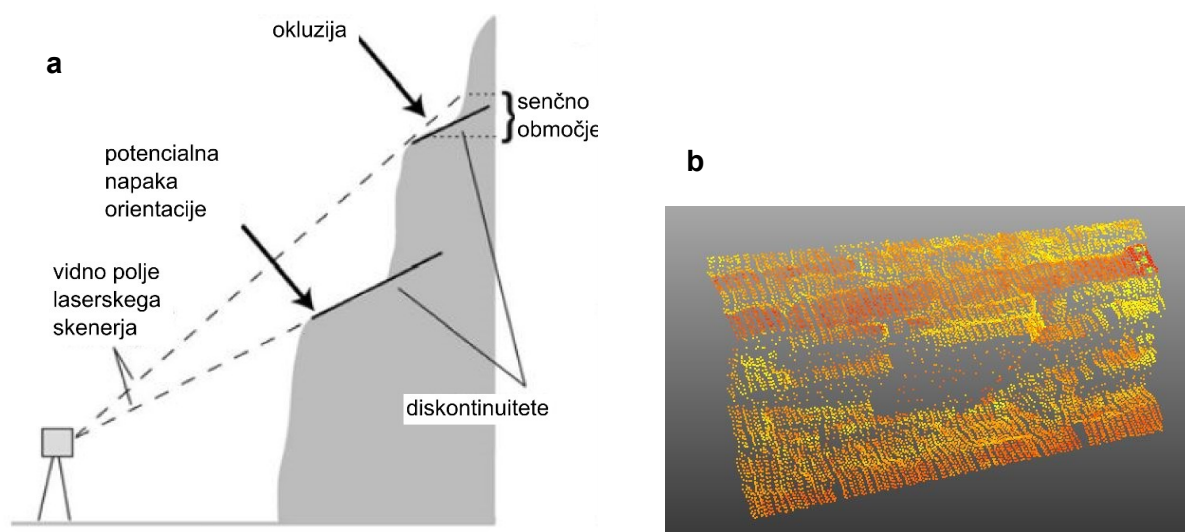 a
okluzija
senčno
območje
potencialna
napaka
orientacije
vidno polje
laserskega
skenerja
diskontinuitete
b